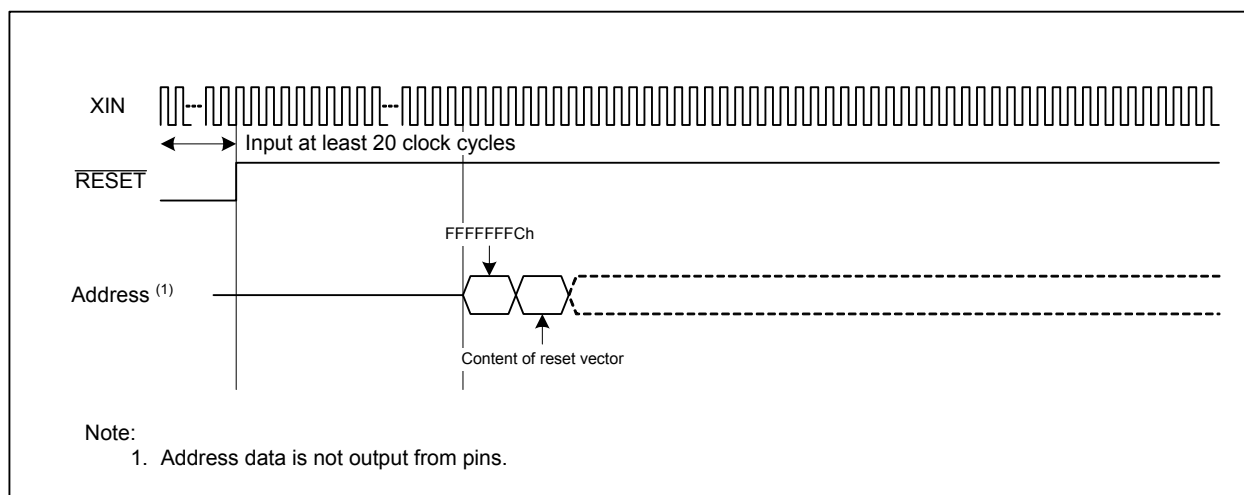 XIN
Input at least 20 clock cycles
RESET
FFFFFFFCh
Address (1)
Content of reset vector
Note:
1. Address data is not output from pins.